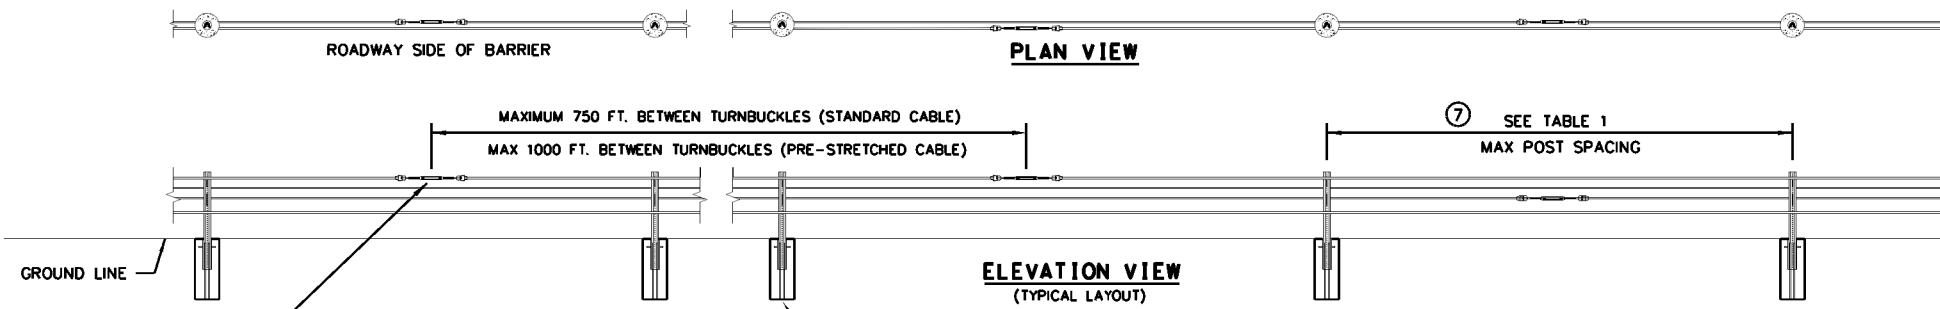 ROADWAY SIDE OF BARRIER
PLAN VIEW
MAXIMUM 750 FT. BETWEEN TURNBUCKLES (STANDARD CABLE)
MAX 1000 FT. BETWEEN TURNBUCKLES (PRE-STRETCHED CABLE)
7 SEE TABLE 1
MAX POST SPACING
GROUND LINE
ELEVATION VIEW
(TYPICAL LAYOUT)